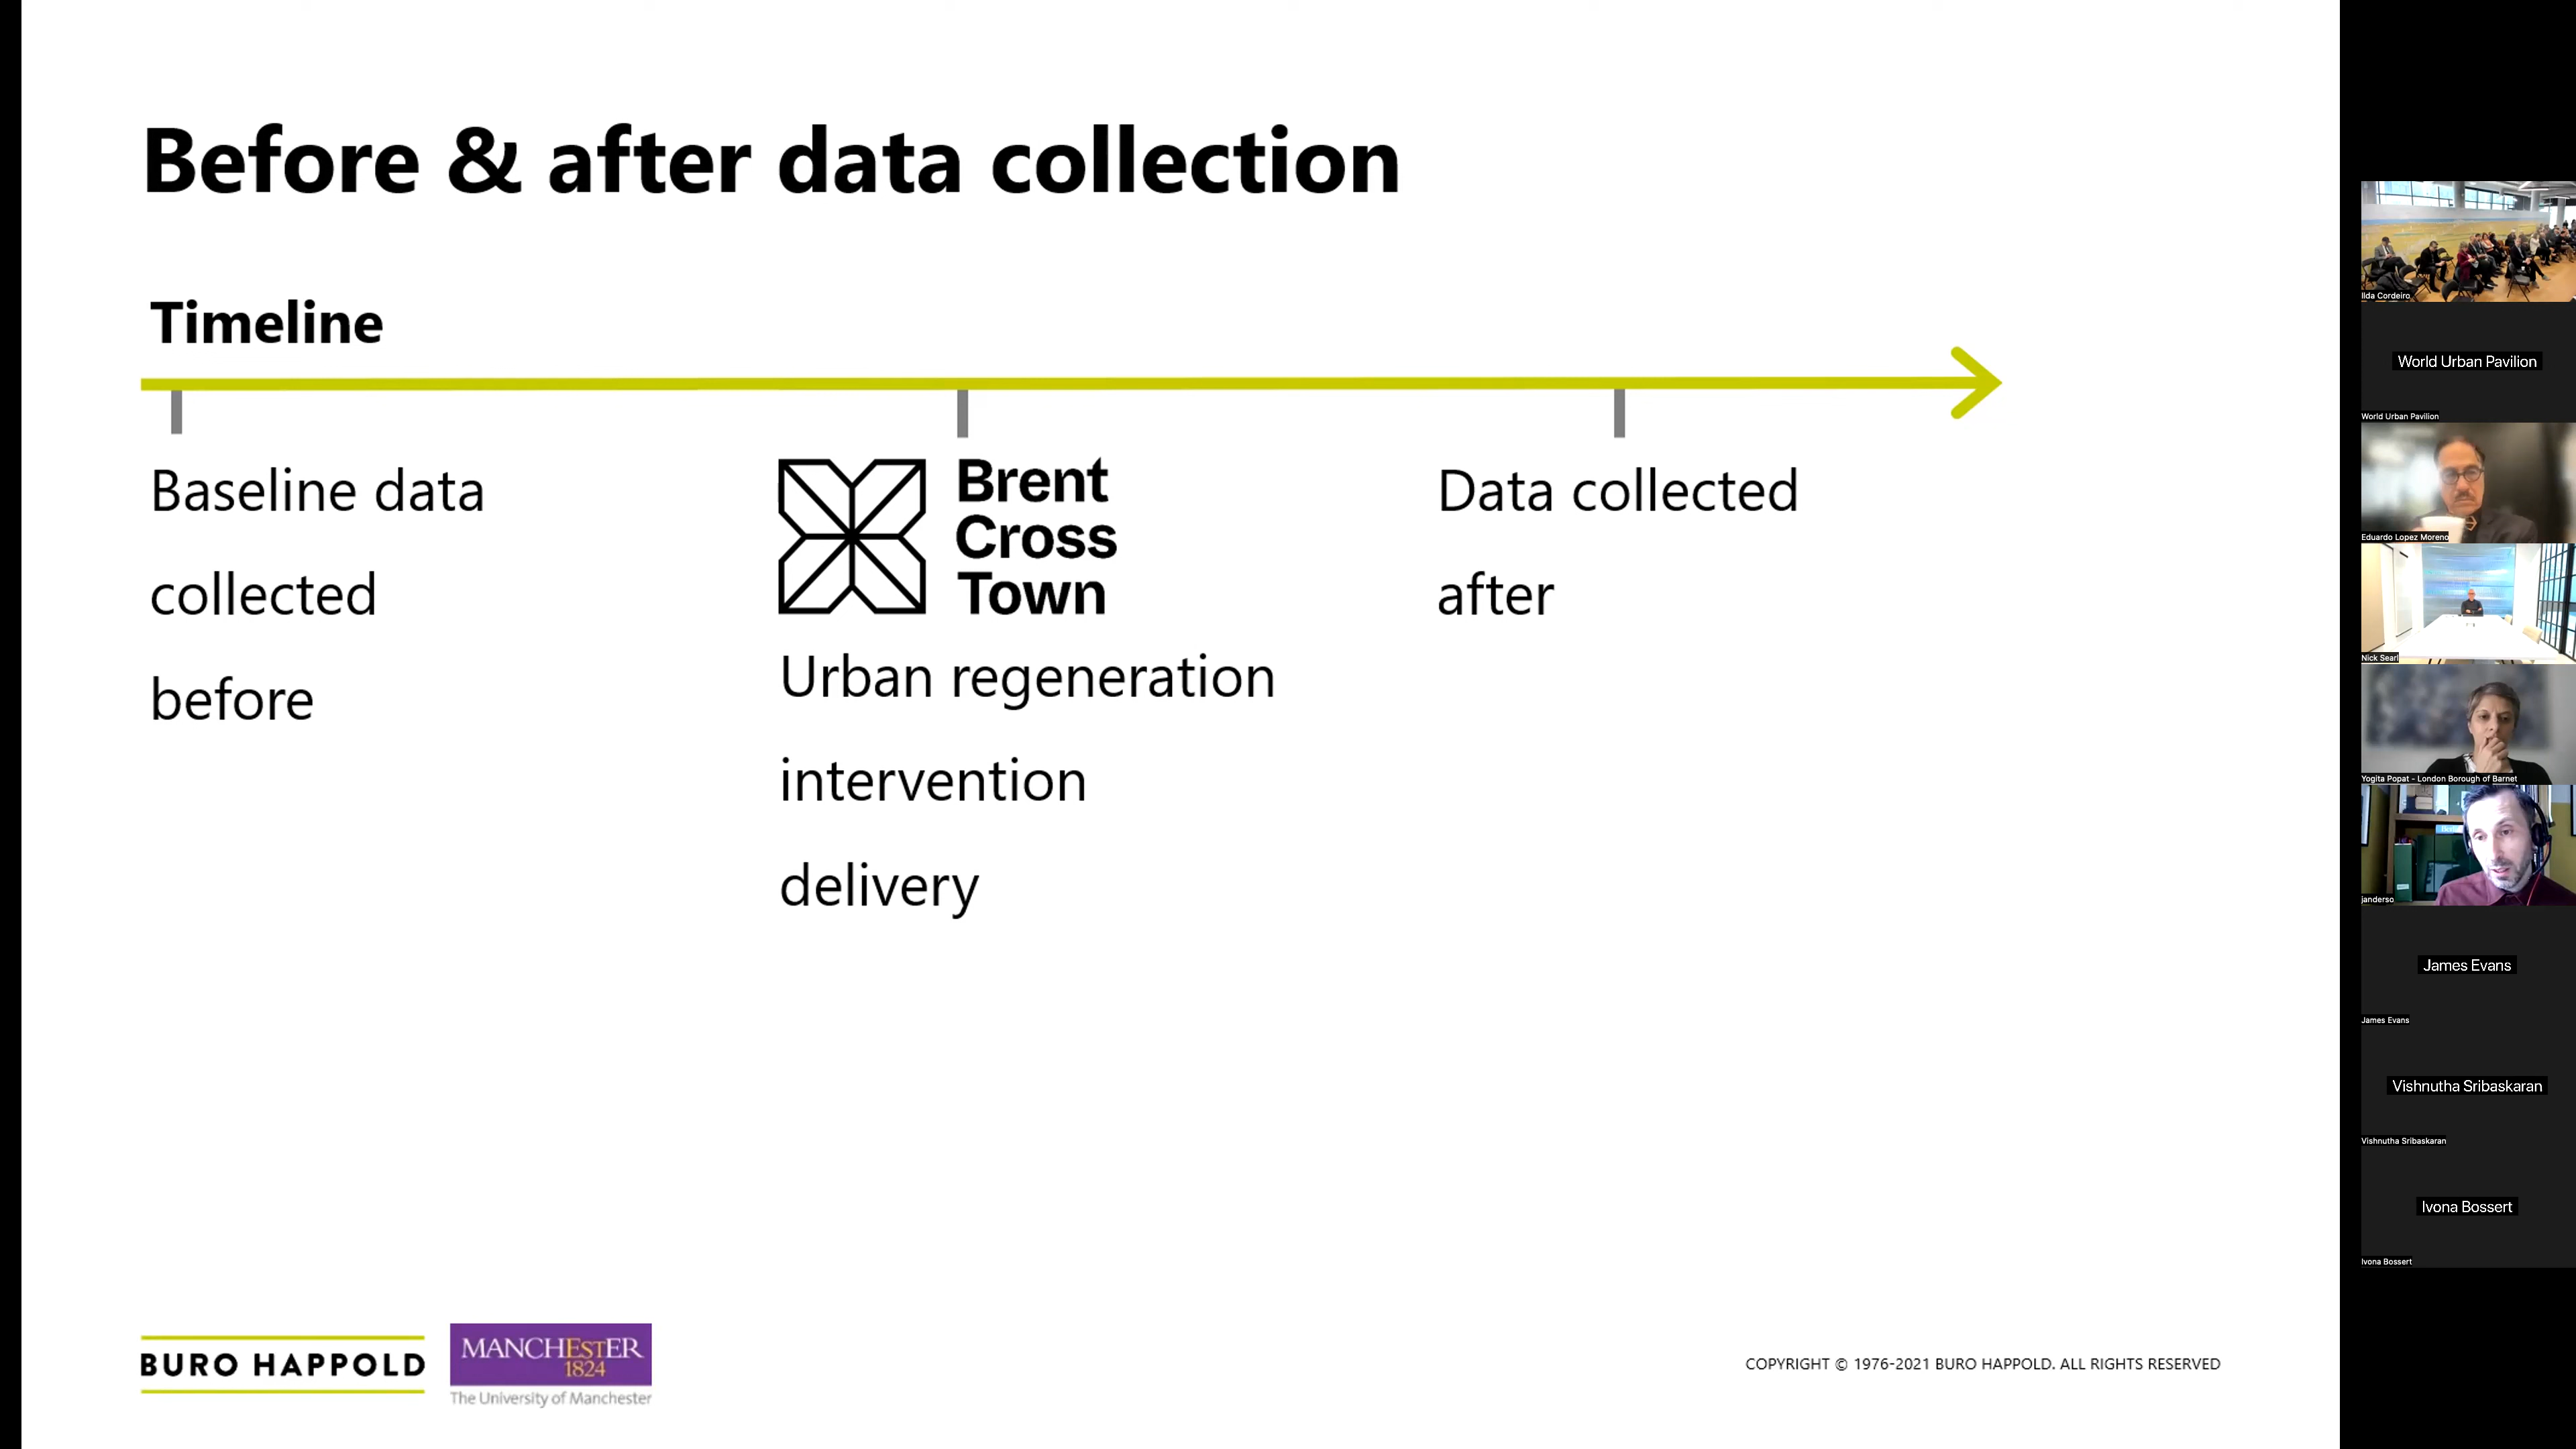 Before & after data collection
Timeline
Baseline data
collected
before
Brent
Cross
Town
Urban regeneration
intervention
delivery
Data collected
after
BURO HAPPOLD
MANCHEStER
1824
The University of Manchester
COPYRIGHT © 1976-2021 BURO HAPPOLD. ALL RIGHTS RESERVED
Ilda Cordeiro
World Urban Pavilion
World Urban Pavilion
Eduardo Lopez Moreno
Nick Searl
Yogita Popat - London Borough of Barnet
janderso
James Evans
James Evans
Vishnutha Sribaskaran
Vishnutha Sribaskaran
Ivona Bossert
Ivona Bossert